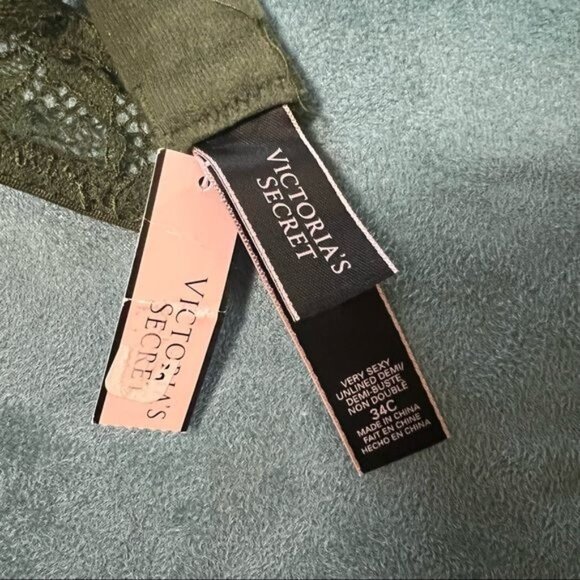 VICTORIA'S
SECRET
VICTORIA'S
SECRET
VERY SEXY
UNLINED DEMI/
DEMI-BUSTE
NON DOUBLÉ
34C
MADE IN CHINA
FAIT EN CHINE
HECHO EN CHINA